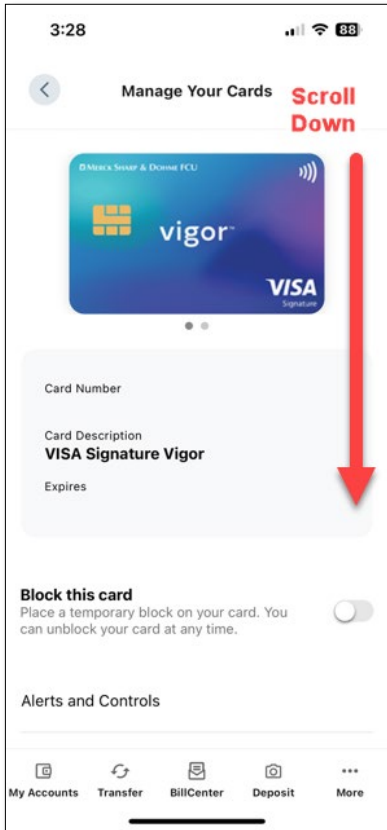 3:28
88
Manage Your Cards
Scroll
Down
MERCK SHARP & DOHME FCU
vigor™
VISA
Signature
Card Number
Card Description
VISA Signature Vigor
Expires
Block this card
Place a temporary block on your card. You
can unblock your card at any time.
Alerts and Controls
My Accounts Transfer BillCenter Deposit More